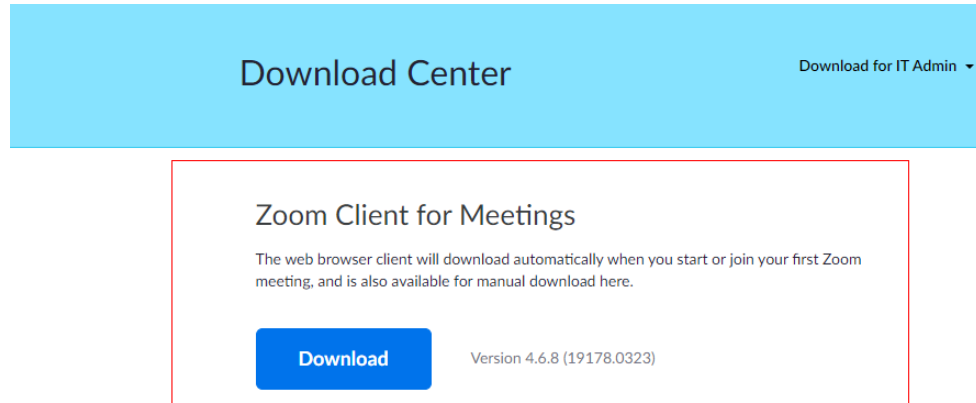 Download Center
Download for IT Admin
Zoom Client for Meetings
The web browser client will download automatically when you start or join your first Zoom
meeting, and is also available for manual download here.
Download
Version 4.6.8 (19178.0323)